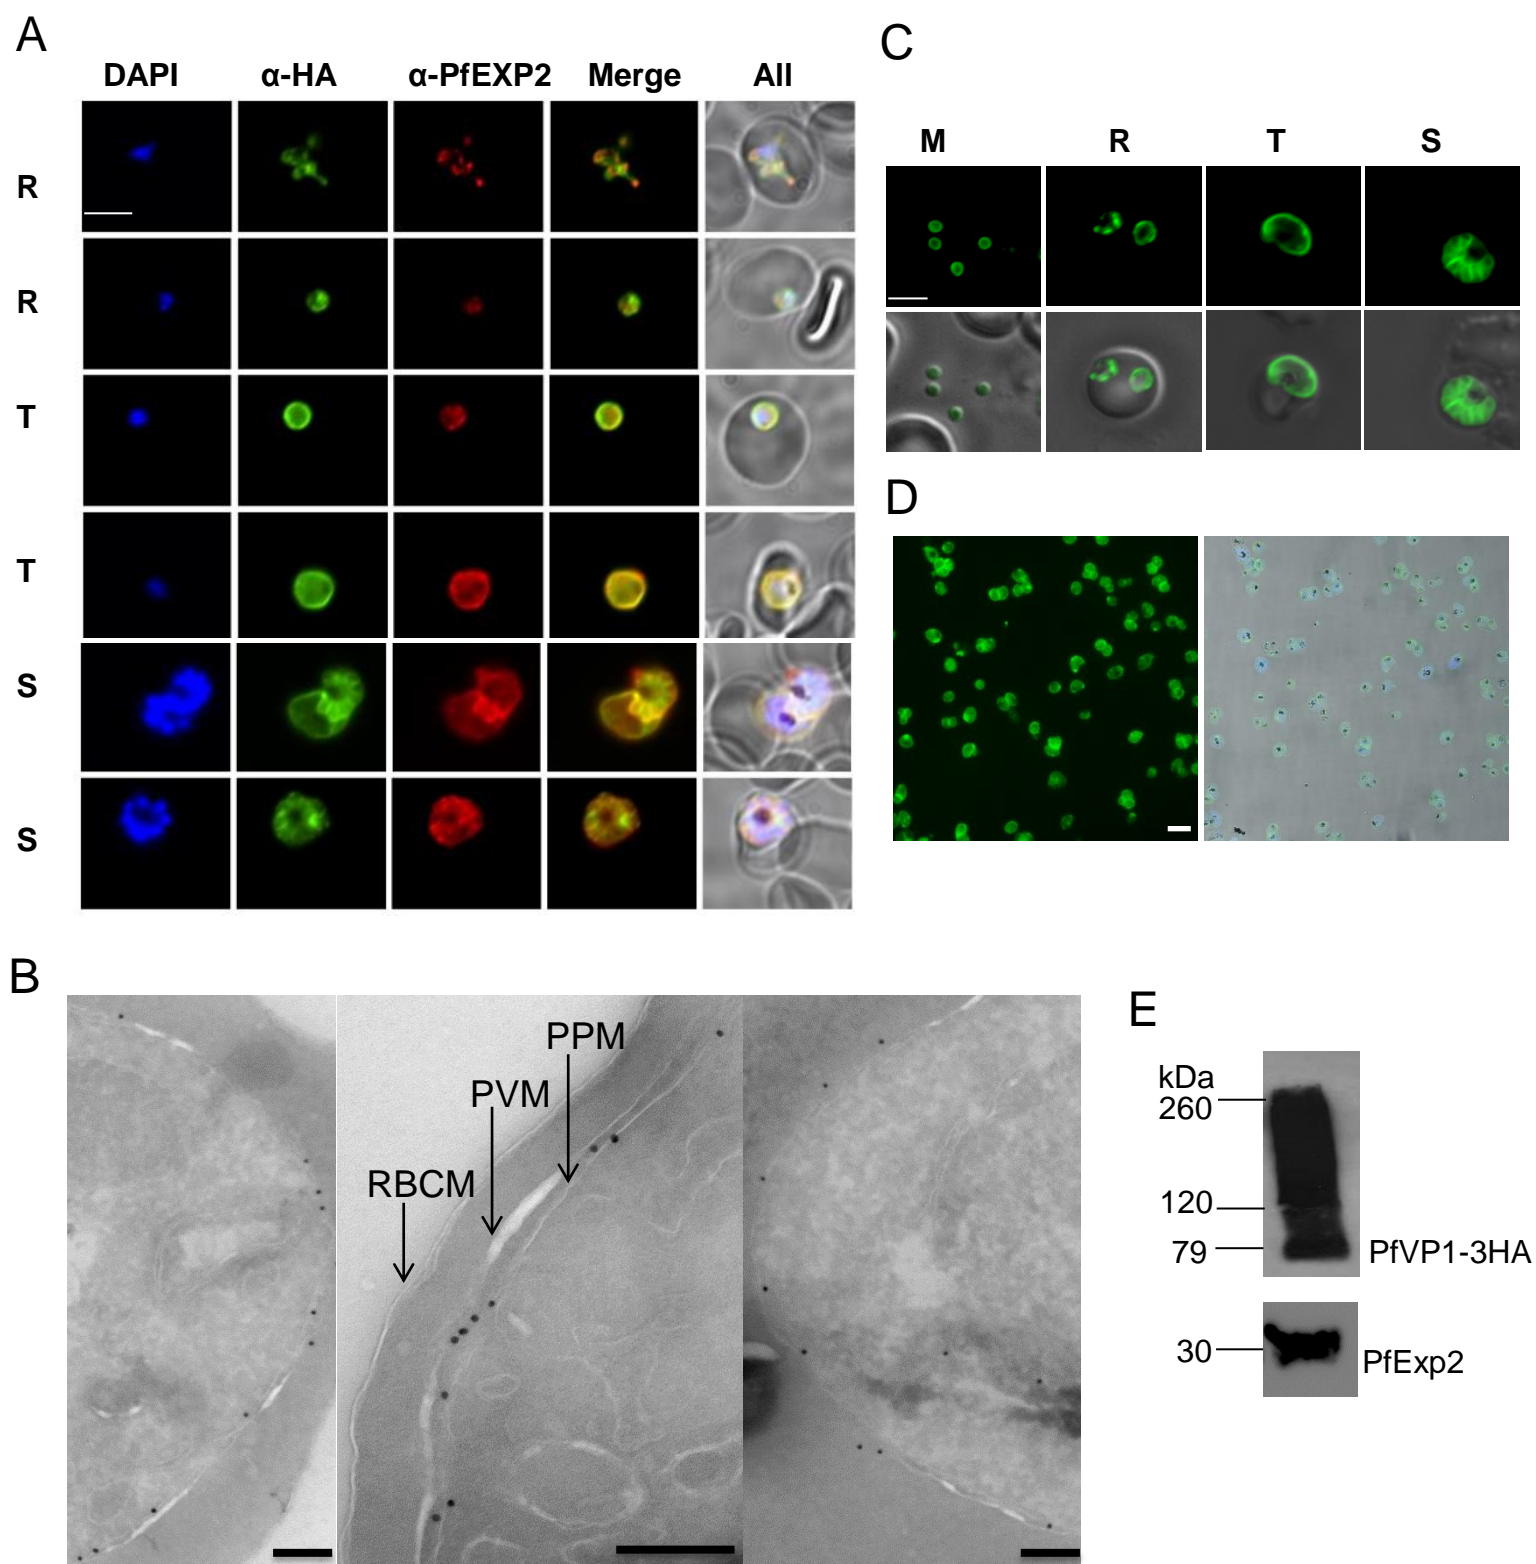 A
DAPI α-HA α-PfEXP2 Merge All
R
R
T
T
S
S
C
M R T S
D
B
PPM
PVM
RBCM
E
kDa
260
120
79 PfVP1-3HA
30 PfExp2